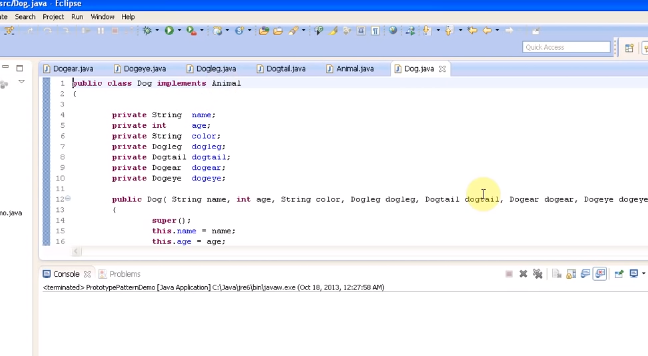 src/Dog.java - Eclipse
ate Search Project Run Window Help
Quick Access
Dogear.java Dogeye.java Dogleg.java Dogtail.java Animal.java Dog.java
1 public class Dog implements Animal
2 {
3
4 private String name;
5 private int age;
6 private String color;
7 private Dogleg dogleg;
8 private Dogtail dogtail;
9 private Dogear dogear;
10 private Dogeye dogeye;
11
12 public Dog( String name, int age, String color, Dogleg dogleg, Dogtail dogtail, Dogear dogear, Dogeye dogeye
13 {
14 super();
mo.java
15 this.name = name;
16 this.age = age;
Console Problems
<terminated> PrototypePatternDemo [Java Application] C:\Java\jre6\bin\javaw.exe (Oct 18, 2013, 12:27:58 AM)